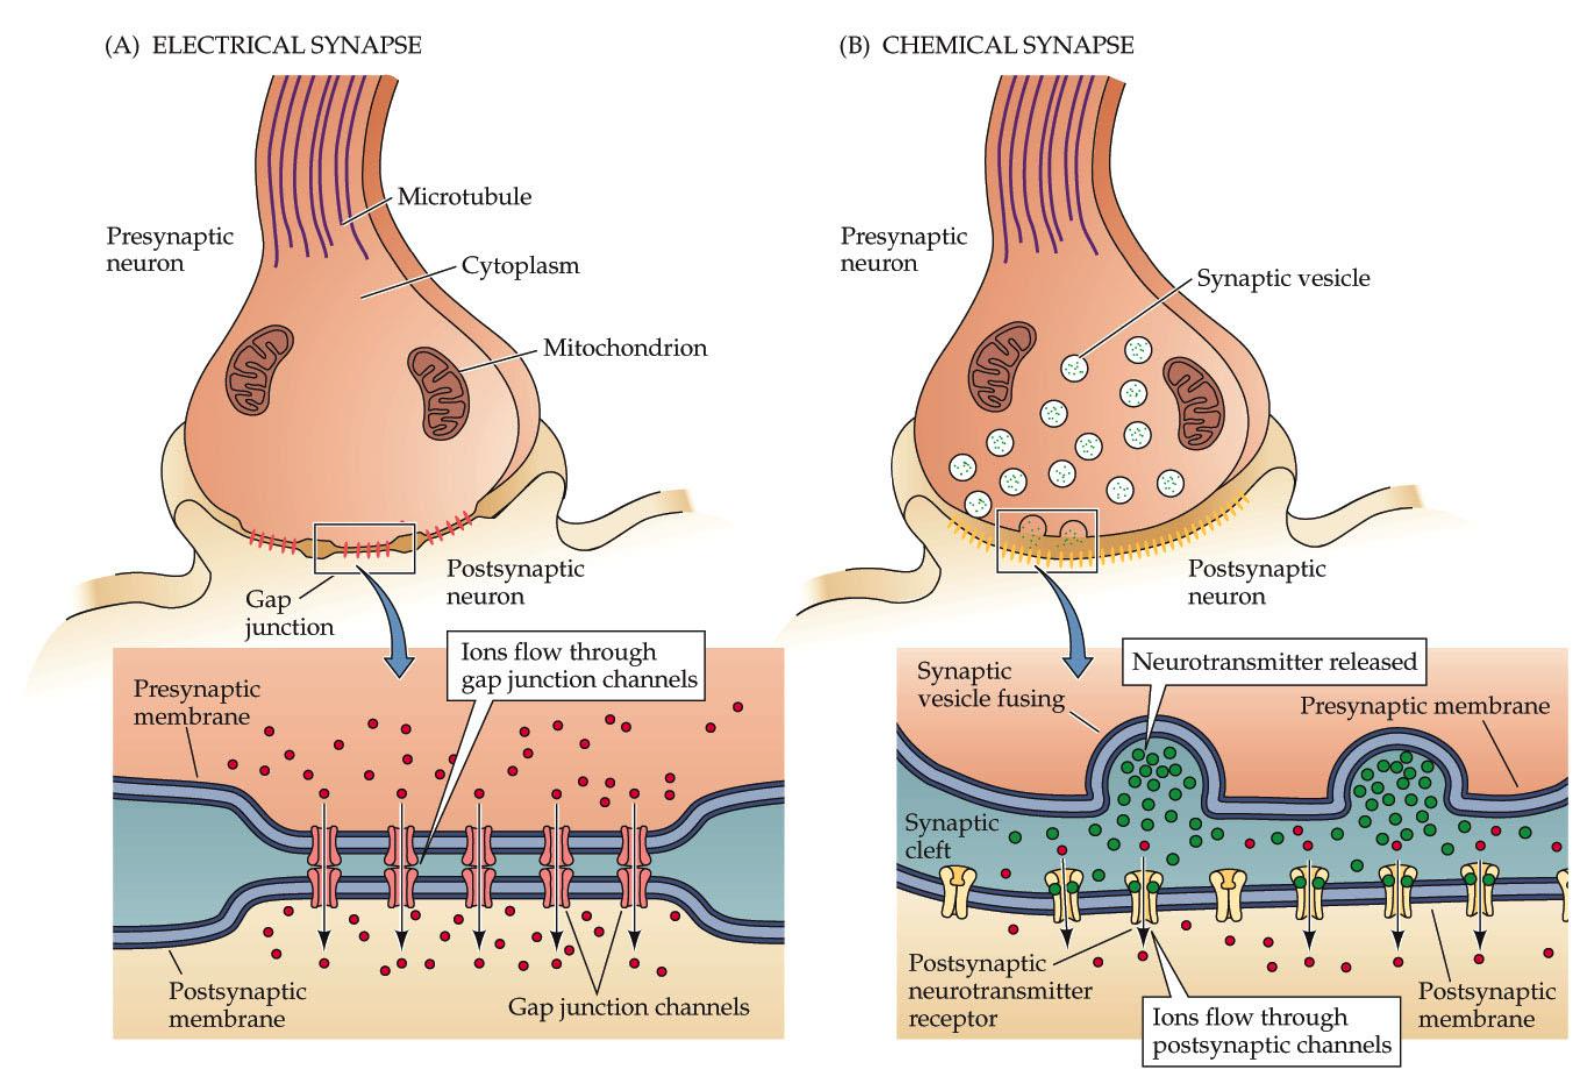 (A) ELECTRICAL SYNAPSE
Microtubule
Presynaptic
neuron
Cytoplasm
Mitochondrion
Postsynaptic
neuron
Gap
junction
Ions flow through
gap junction channels
Presynaptic
membrane
Postsynaptic
membrane
Gap junction channels
(B) CHEMICAL SYNAPSE
Presynaptic
neuron
Synaptic vesicle
Postsynaptic
neuron
Neurotransmitter released
Synaptic
vesicle fusing
Presynaptic membrane
Synaptic
cleft
Postsynaptic
neurotransmitter
receptor
Ions flow through
postsynaptic channels
Postsynaptic
membrane